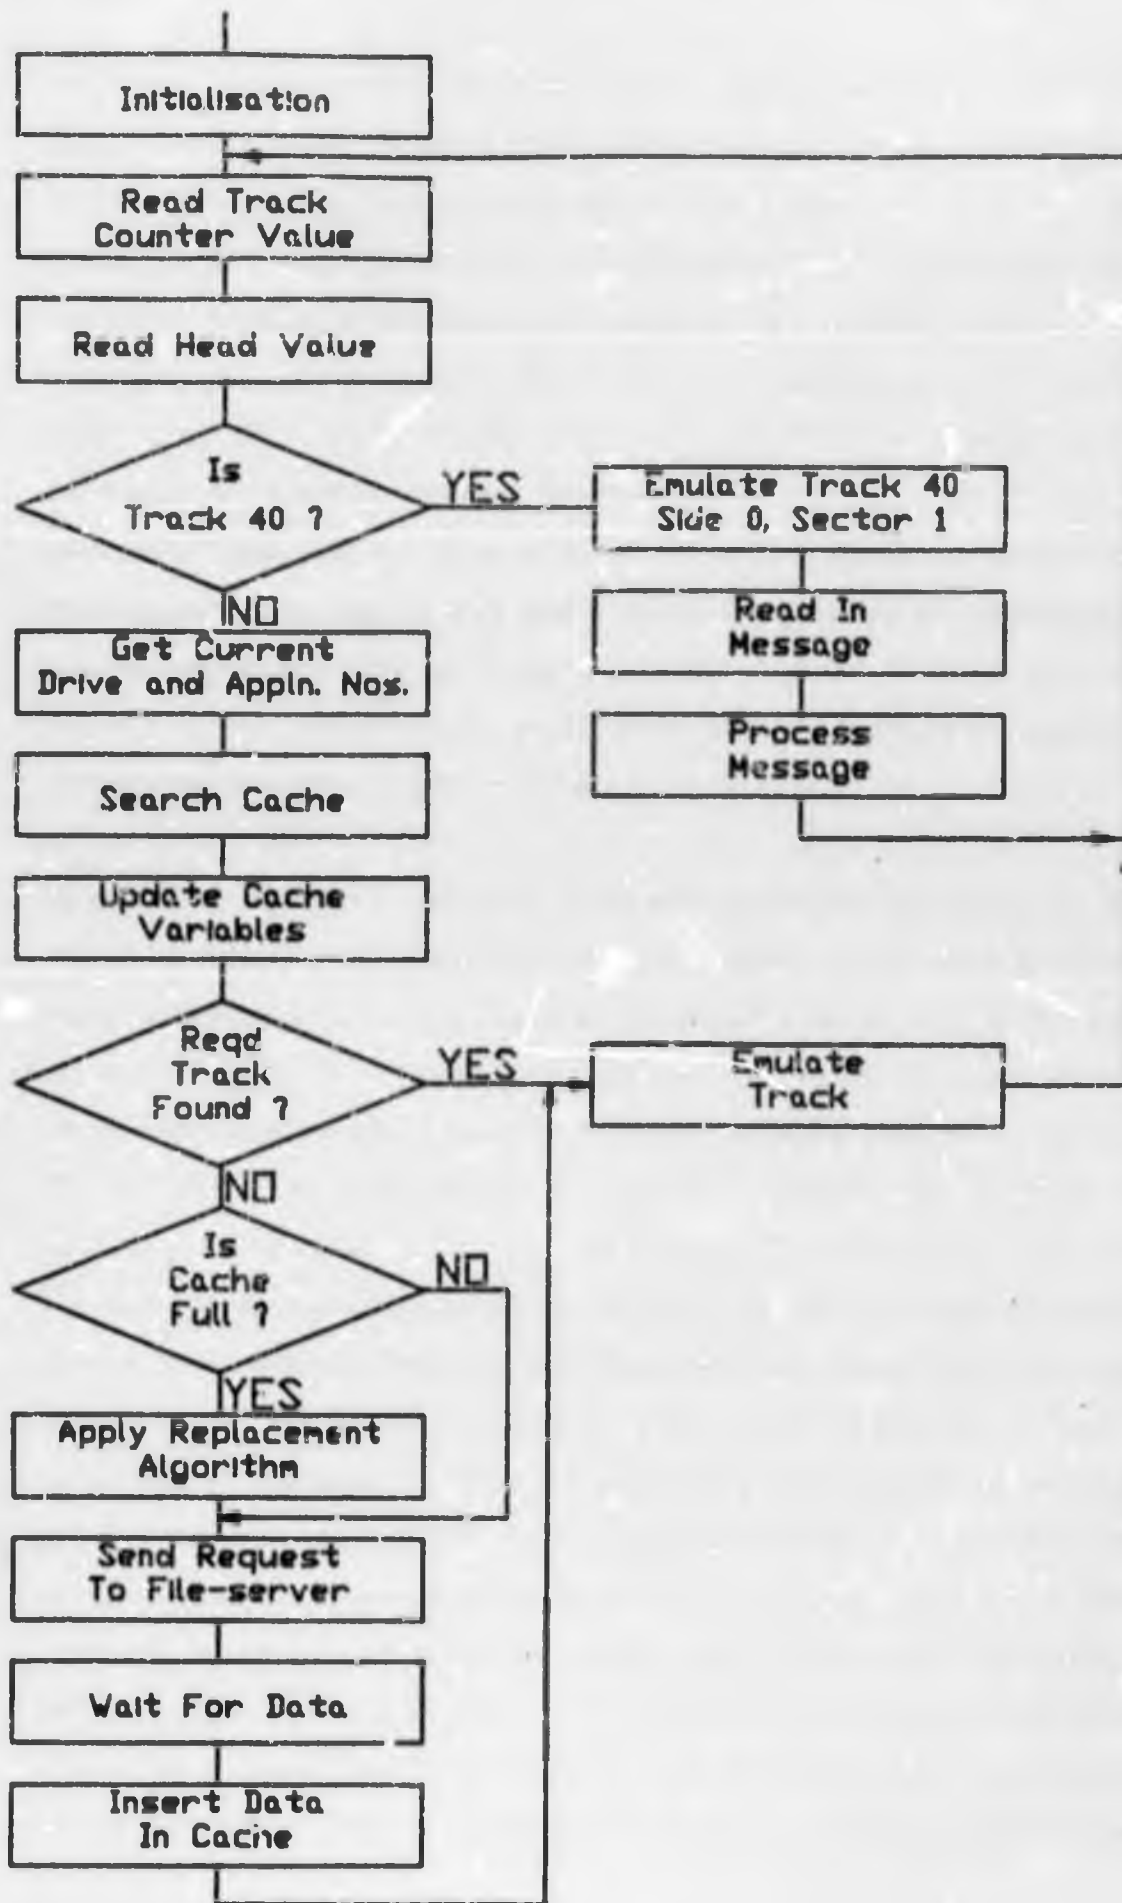 Initialisation
Read Track
Counter Value
Read Head Value
Is
Track 40 ?
YES
Emulate Track 40
Side 0, Sector 1
NO
Read In
Message
Get Current
Drive and Appln. Nos.
Process
Message
Search Cache
Update Cache
Variables
Reqd
Track
Found ?
YES
Emulate
Track
NO
Is
Cache
Full ?
NO
YES
Apply Replacement
Algorithm
Send Request
To File-server
Wait For Data
Insert Data
In Cache